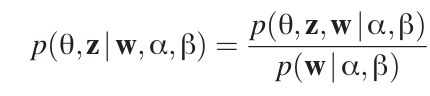 p(θ, z | w, α, β) = p(θ, z, w | α, β) / p(w | α, β)